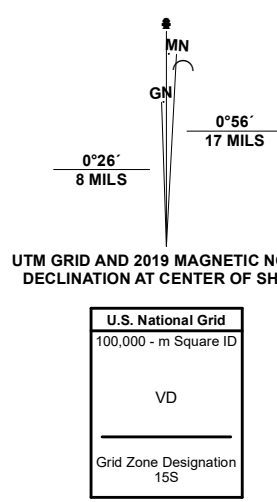 MN
GN
0°56´
17 MILS
0°26´
8 MILS
UTM GRID AND 2019 MAGNETIC N
DECLINATION AT CENTER OF SH
U.S. National Grid
100,000 - m Square ID
VD
Grid Zone Designation
15S